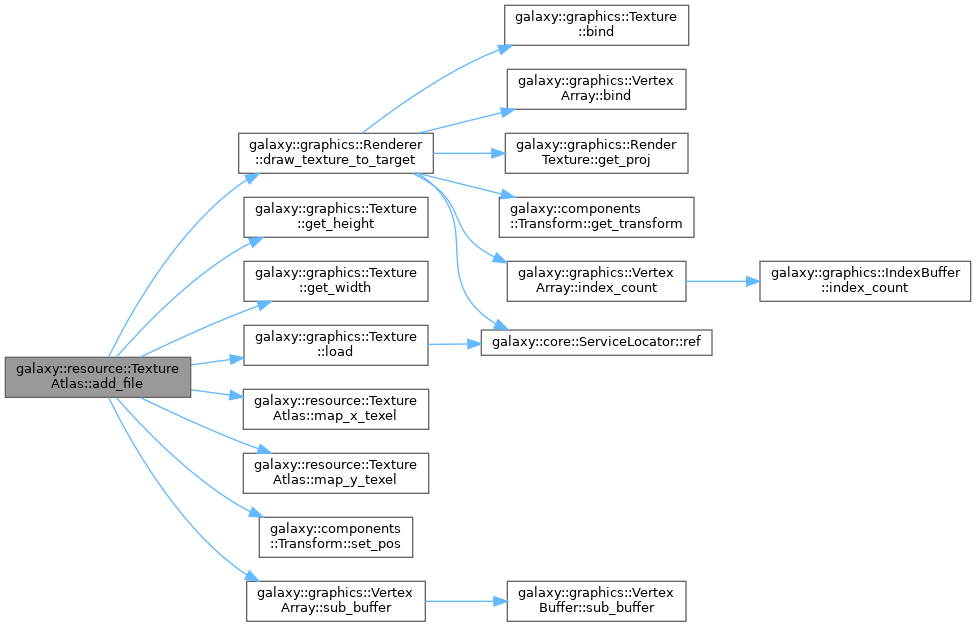 galaxy::graphics::Texture
::bind
galaxy::graphics::Vertex
Array::bind
galaxy::graphics::Renderer
::draw_texture_to_target
galaxy::graphics::Render
Texture::get_proj
galaxy::graphics::Texture
::get_height
galaxy::components
::Transform::get_transform
galaxy::graphics::Texture
::get_width
galaxy::graphics::Vertex
Array::index_count
galaxy::graphics::IndexBuffer
::index_count
galaxy::graphics::Texture
::load
galaxy::core::ServiceLocator::ref
galaxy::resource::Texture
Atlas::add_file
galaxy::resource::Texture
Atlas::map_x_texel
galaxy::resource::Texture
Atlas::map_y_texel
galaxy::components
::Transform::set_pos
galaxy::graphics::Vertex
Array::sub_buffer
galaxy::graphics::Vertex
Buffer::sub_buffer